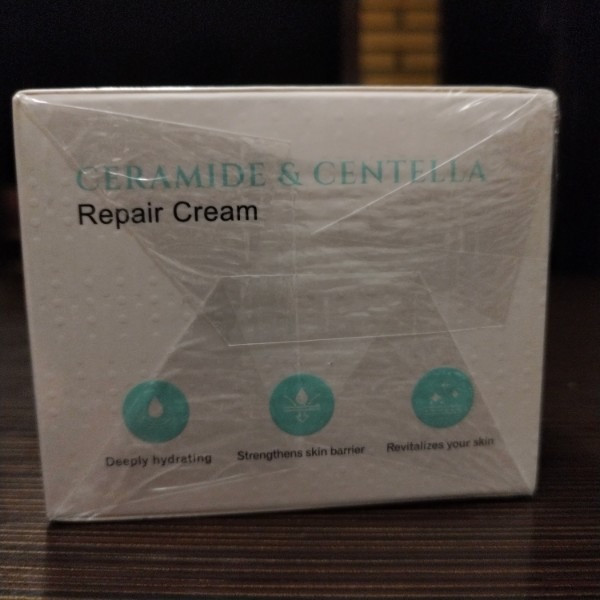 CERAMIDE & CENTELLA
Repair Cream
Deeply hydrating
Strengthens skin barrier
Revitalizes your skin